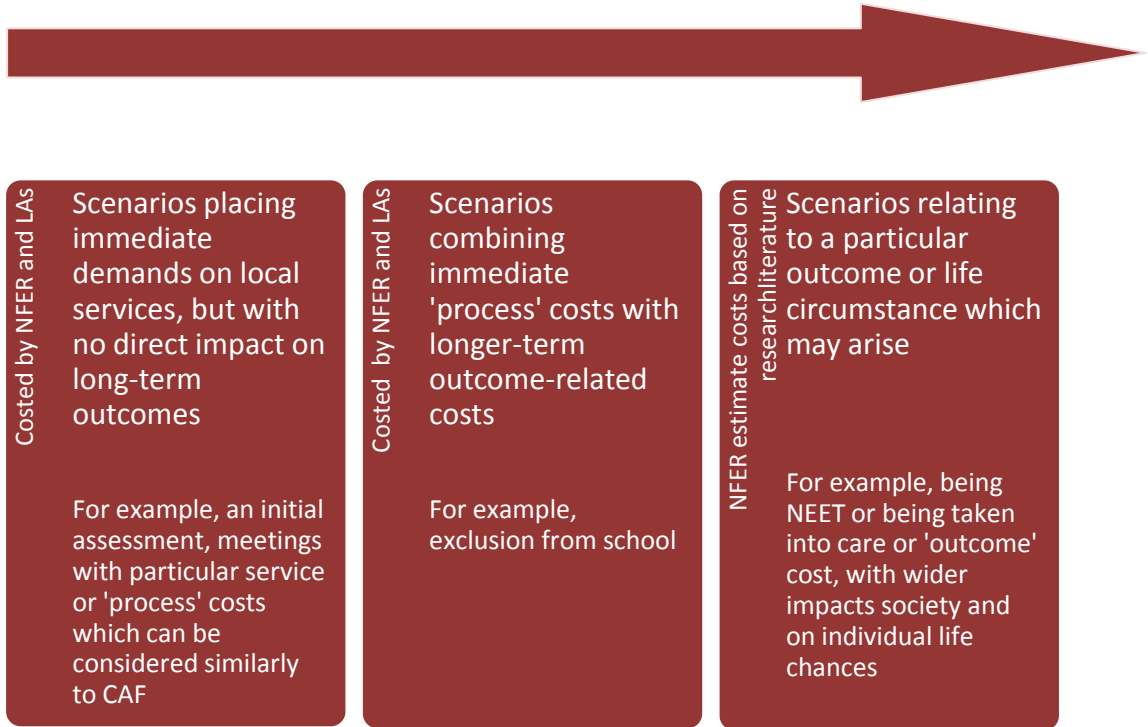 Costed by NFER and LAs
Scenarios placing
immediate
demands on local
services, but with
no direct impact on
long-term
outcomes
For example, an initial
assessment, meetings
with particular service
or 'process' costs
which can be
considered similarly
to CAF
Costed by NFER and LAs
Scenarios
combining
immediate
'process' costs with
longer-term
outcome-related
costs
For example,
exclusion from school
NFER estimate costs based on
researchliterature
Scenarios relating
to a particular
outcome or life
circumstance which
may arise
For example, being
NEET or being taken
into care or 'outcome'
cost, with wider
impacts society and
on individual life
chances